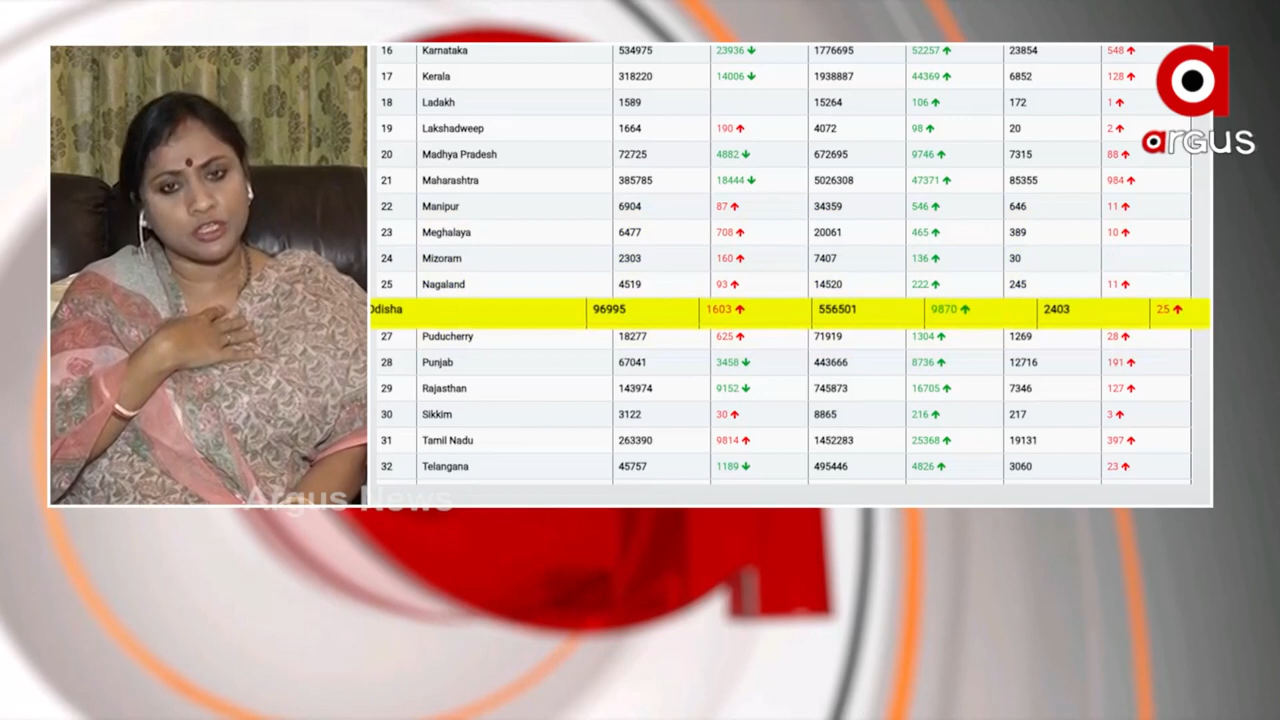 16 Karnataka 534975 23936 ↓ 1776695 52257 ↑ 23854 548 ↑
17 Kerala 318220 14006 ↓ 1938887 44369 ↑ 6852 128 ↑
18 Ladakh 1589 15264 106 ↑ 172 1 ↑
19 Lakshadweep 1664 190 ↑ 4072 98 ↑ 20 2 ↑
20 Madhya Pradesh 72725 4882 ↓ 672695 9746 ↑ 7315 88 ↑
21 Maharashtra 385785 18444 ↓ 5026308 47371 ↑ 85355 984 ↑
22 Manipur 6904 87 ↑ 34359 546 ↑ 646 11 ↑
23 Meghalaya 6477 708 ↑ 20061 465 ↑ 389 10 ↑
24 Mizoram 2303 160 ↑ 7407 136 ↑ 30
25 Nagaland 4519 93 ↑ 14520 222 ↑ 245 11 ↑
Odisha 96995 1603 ↑ 556501 9870 ↑ 2403 25 ↑
27 Puducherry 18277 625 ↑ 71919 1304 ↑ 1269 28 ↑
28 Punjab 67041 3458 ↓ 443666 8736 ↑ 12716 191 ↑
29 Rajasthan 143974 9152 ↓ 745873 16705 ↑ 7346 127 ↑
30 Sikkim 3122 30 ↑ 8865 216 ↑ 217 3 ↑
31 Tamil Nadu 263390 9814 ↑ 1452283 25368 ↑ 19131 397 ↑
32 Telangana 45757 1189 ↓ 495446 4826 ↑ 3060 23 ↑
argus
Argus News